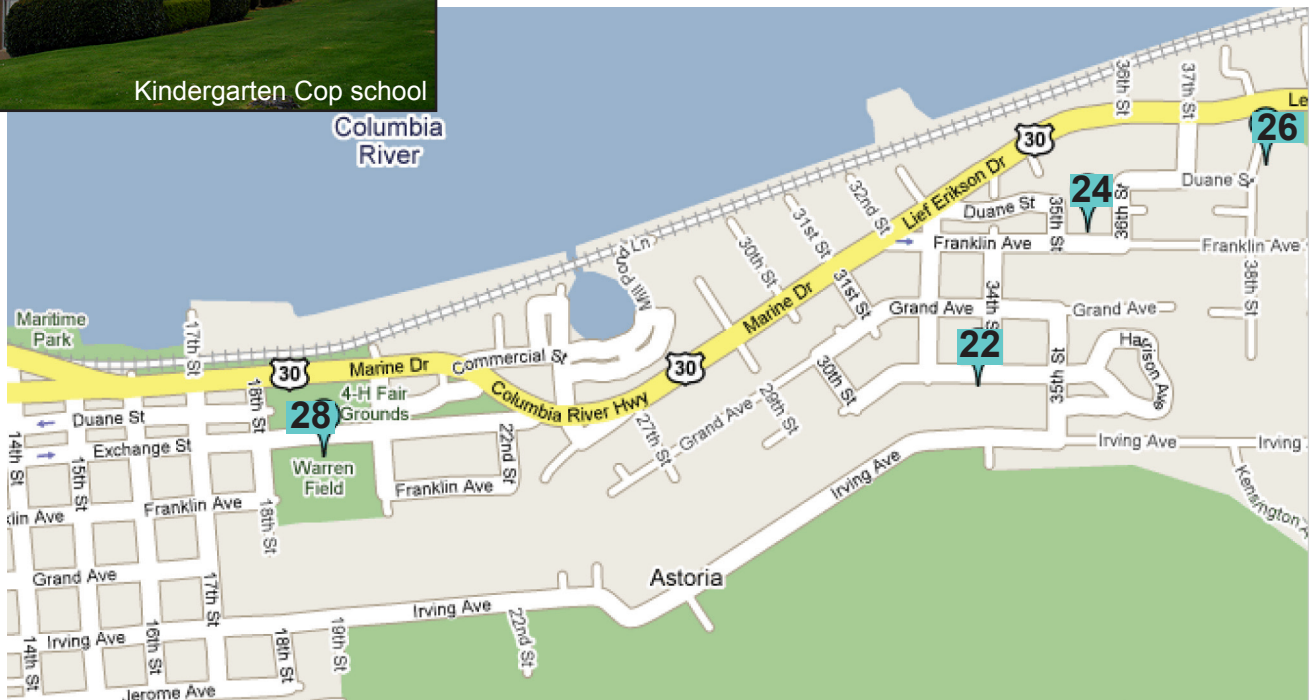 Kindergarten Cop school
Columbia
River
36th St
37th St
Le
30
26
32nd St
Lief Erikson Dr
24
Duane St
Duane St
35th St
36th St
31st St
30th St
Franklin Ave
Franklin Ave
38th St
Mill Pond Ln
Marine Dr
31st St
Grand Ave
34th St
Grand Ave
Maritime
Park
17th St
30
Marine Dr
Commercial St
30
22
Harrison Ave
18th St
4-H Fair
Grounds
Columbia River Hwy
30th St
35th St
Duane St
28
29th St
Grand Ave
27th St
Exchange St
14th St
15th St
22nd St
Irving Ave
Irving
Warren
Field
Irving Ave
Franklin Ave
Kensington A
klin Ave
Franklin Ave
18th St
Astoria
Grand Ave
17th St
Irving Ave
22nd St
Irving Ave
14th St
16th St
18th St
19th St
Jerome Ave